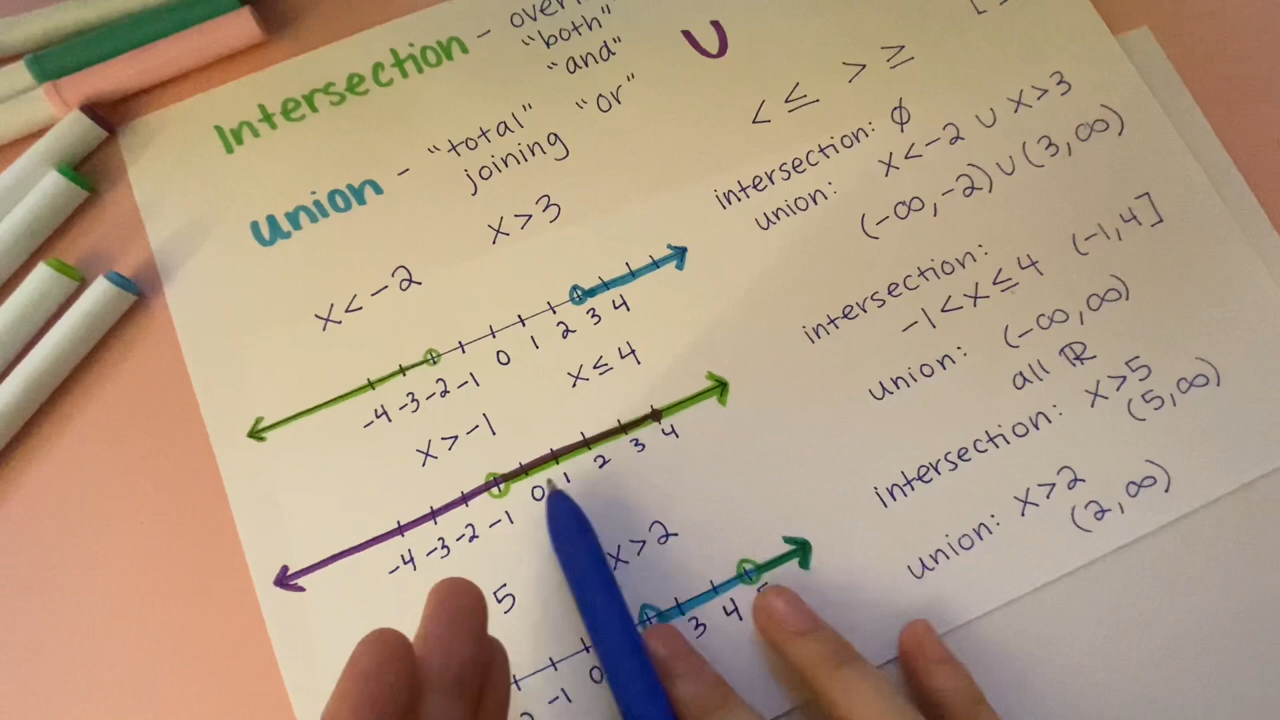 Intersection -
"both"
"and"
∪
Union - "total" "or"
joining
x < -2
x > 3
-4 -3 -2 -1 0 1 2 3 4
x > -1
x ≤ 4
-4 -3 -2 -1 0 1 2 3 4
5
x > 2
-1 0 3 4
< ≤ > ≥
intersection: ∅
union: x < -2 ∪ x > 3
(-∞, -2) ∪ (3, ∞)
intersection:
-1 < x ≤ 4 (-1, 4]
union: (-∞, ∞)
all ℝ
intersection: x > 5
(5, ∞)
union: x > 2
(2, ∞)